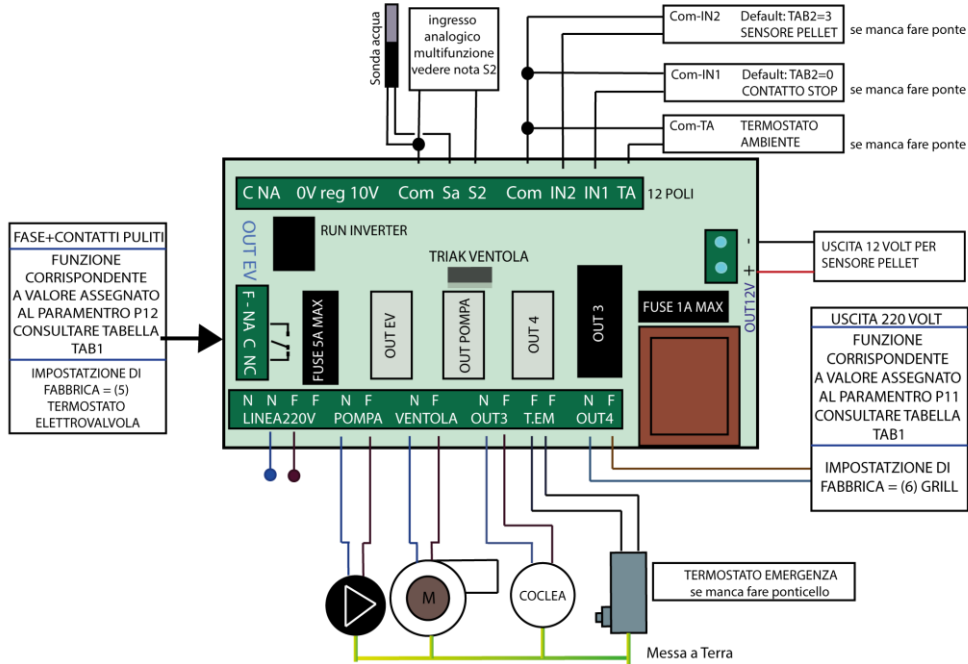 Sonda acqua
ingresso
analogico
multifunzione
vedere nota S2
Com-IN2 Default: TAB2=3
SENSORE PELLET
se manca fare ponte
Com-IN1 Default: TAB2=0
CONTATTO STOP
se manca fare ponte
Com-TA TERMOSTATO
AMBIENTE
se manca fare ponte
C NA 0V reg 10V Com Sa S2 Com IN2 IN1 TA
12 POLI
RUN INVERTER
TRIAK VENTOLA
OUT EV
F - NA C NC
FUSE 5A MAX
OUT EV
OUT POMPA
OUT 4
OUT 3
FUSE 1A MAX
- +
OUT12V
USCITA 12 VOLT PER
SENSORE PELLET
FASE+CONTATTI PULITI
FUNZIONE
CORRISPONDENTE
A VALORE ASSEGNATO
AL PARAMENTRO P12
CONSULTARE TABELLA
TAB1
IMPOSTATZIONE DI
FABBRICA = (5)
TERMOSTATO
ELETTROVALVOLA
USCITA 220 VOLT
FUNZIONE
CORRISPONDENTE
A VALORE ASSEGNATO
AL PARAMENTRO P11
CONSULTARE TABELLA
TAB1
IMPOSTATZIONE DI
FABBRICA = (6) GRILL
N N F F N F N F N F F F N F
LINEA220V POMPA VENTOLA OUT3 T.EM OUT4
M
COCLEA
TERMOSTATO EMERGENZA
se manca fare ponticello
Messa a Terra